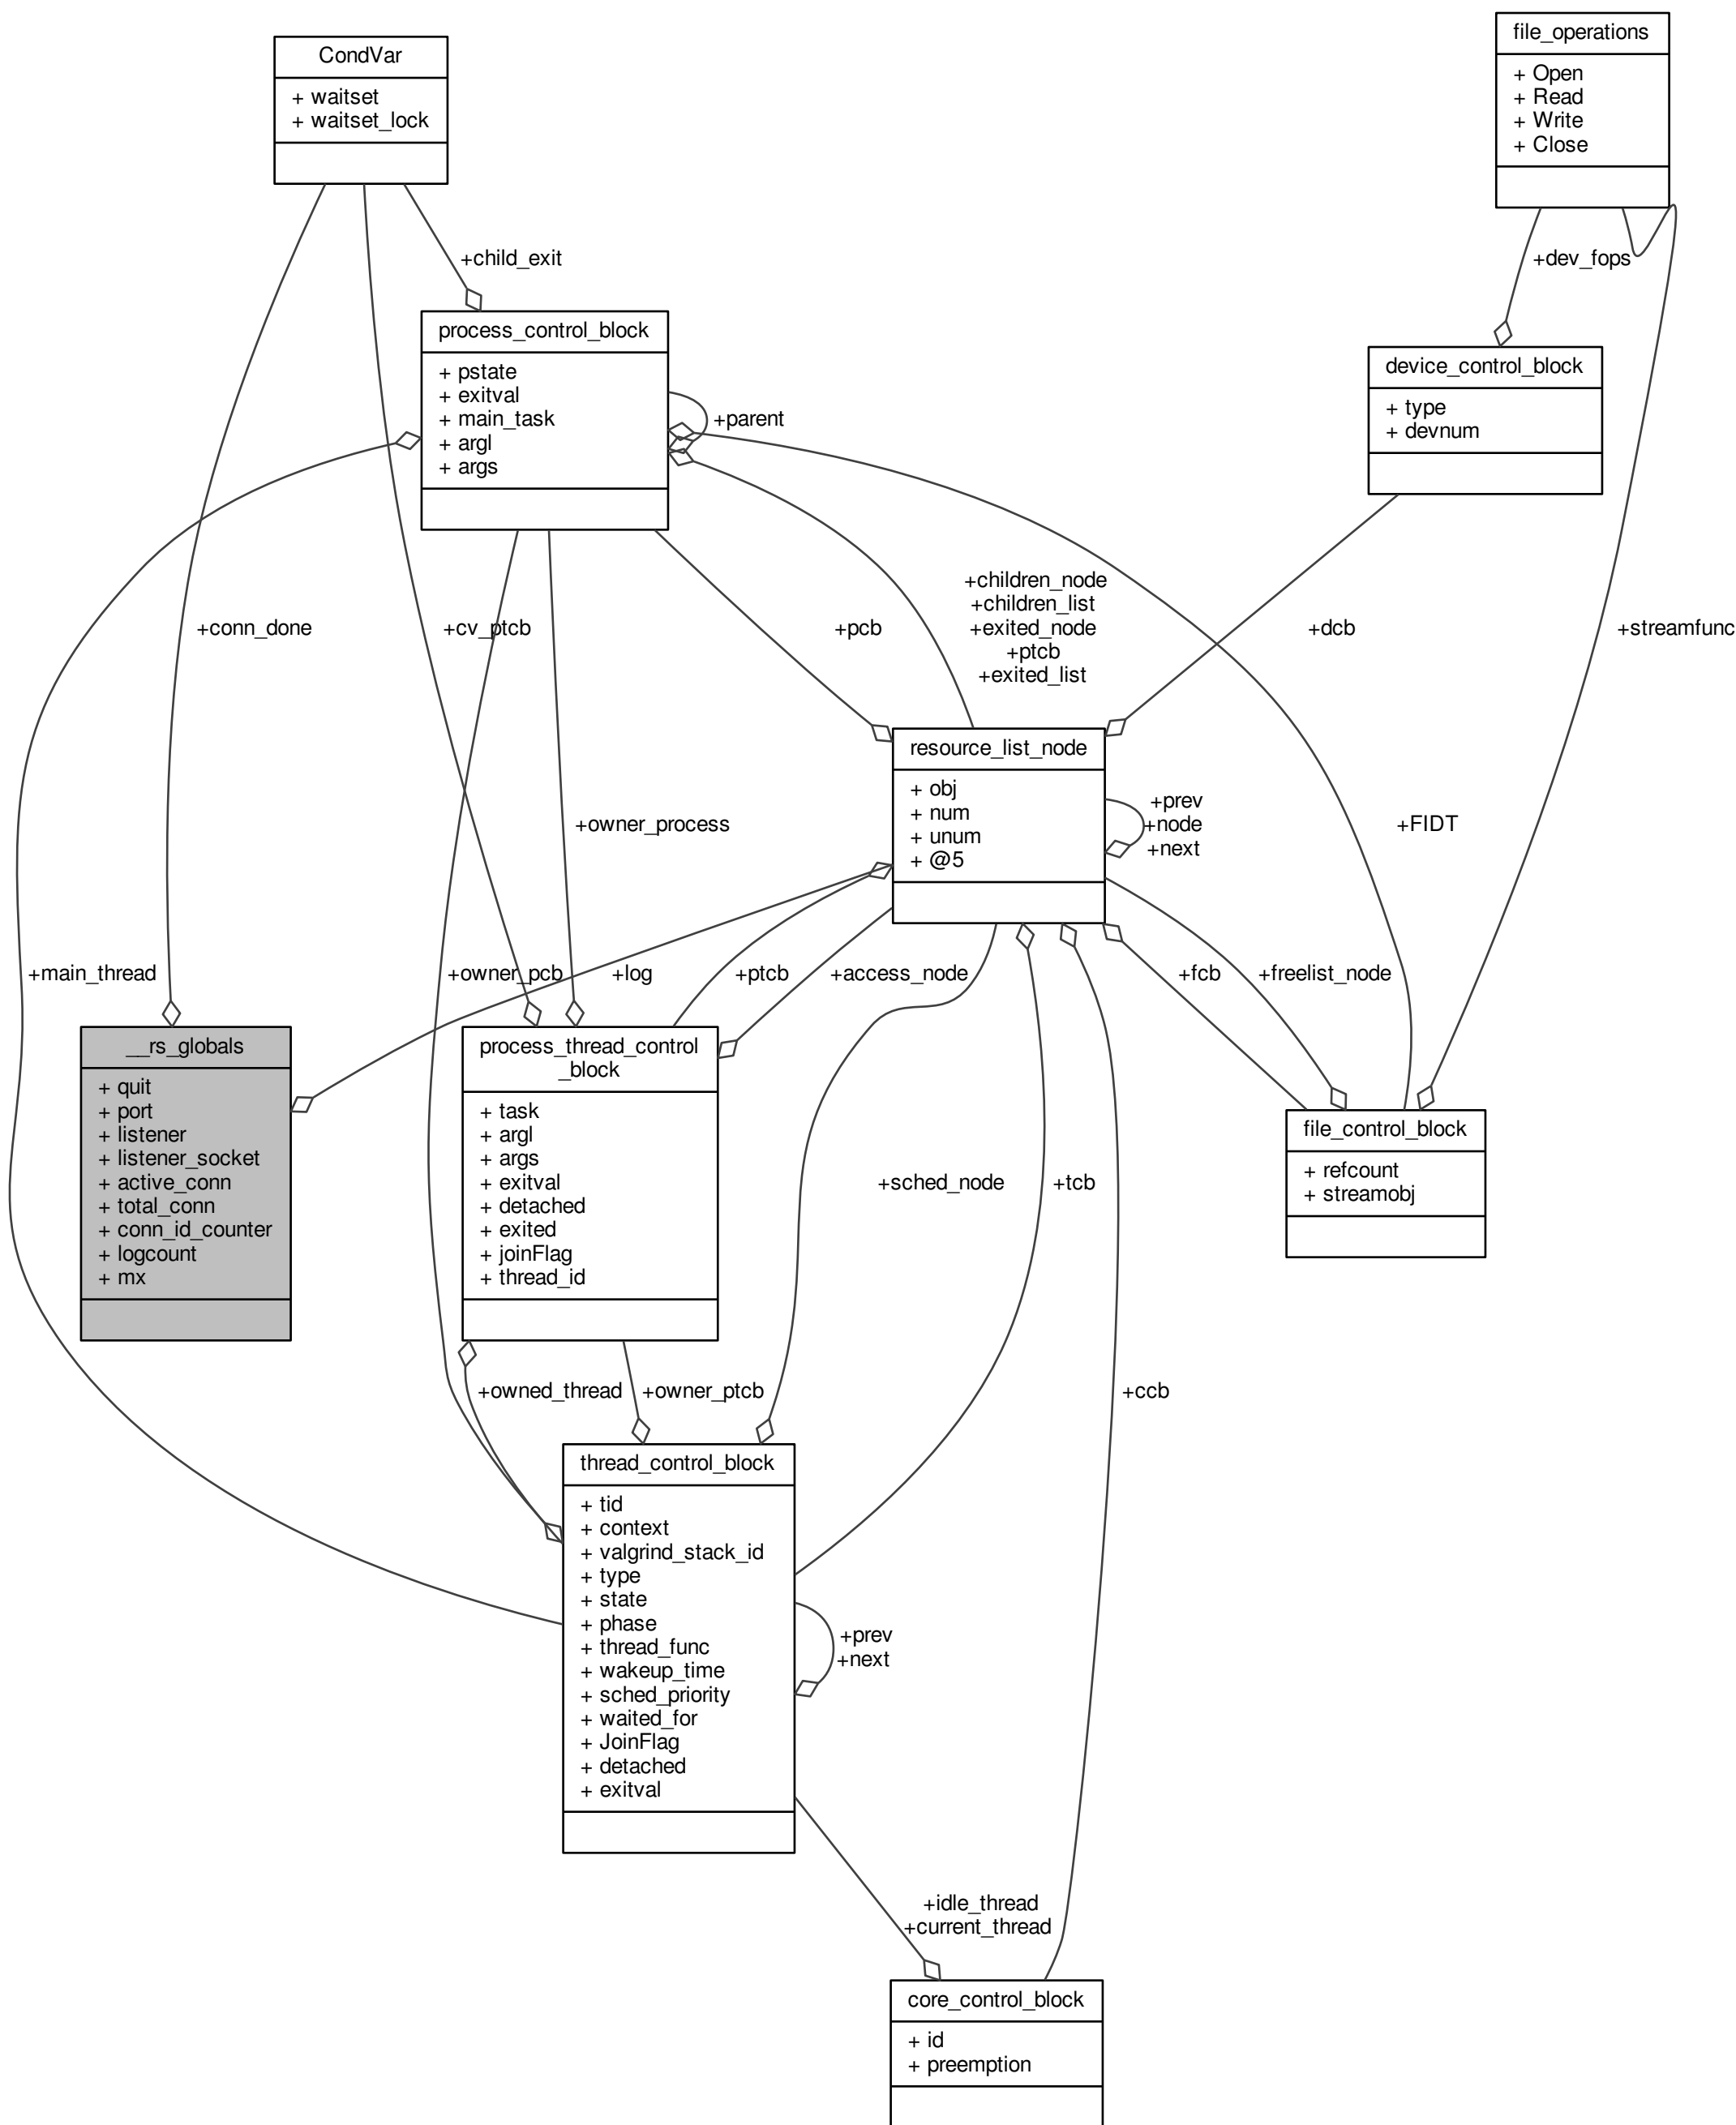 file_operations
+ Open
+ Read
+ Write
+ Close
CondVar
+ waitset
+ waitset_lock
+child_exit
+dev_fops
process_control_block
+ pstate
+ exitval
+ main_task
+ argl
+ args
+parent
device_control_block
+ type
+ devnum
+conn_done
+cv_ptcb
+pcb
+children_node
+children_list
+exited_node
+ptcb
+exited_list
+dcb
+streamfunc
resource_list_node
+ obj
+ num
+ unum
+ @5
+prev
+node
+next
+owner_process
+FIDT
+main_thread
+owner_pcb
+log
+ptcb
+access_node
+fcb
+freelist_node
__rs_globals
+ quit
+ port
+ listener
+ listener_socket
+ active_conn
+ total_conn
+ conn_id_counter
+ logcount
+ mx
process_thread_control
_block
+ task
+ argl
+ args
+ exitval
+ detached
+ exited
+ joinFlag
+ thread_id
+sched_node
+tcb
file_control_block
+ refcount
+ streamobj
+owned_thread
+owner_ptcb
+ccb
thread_control_block
+ tid
+ context
+ valgrind_stack_id
+ type
+ state
+ phase
+ thread_func
+ wakeup_time
+ sched_priority
+ waited_for
+ JoinFlag
+ detached
+ exitval
+prev
+next
+idle_thread
+current_thread
core_control_block
+ id
+ preemption